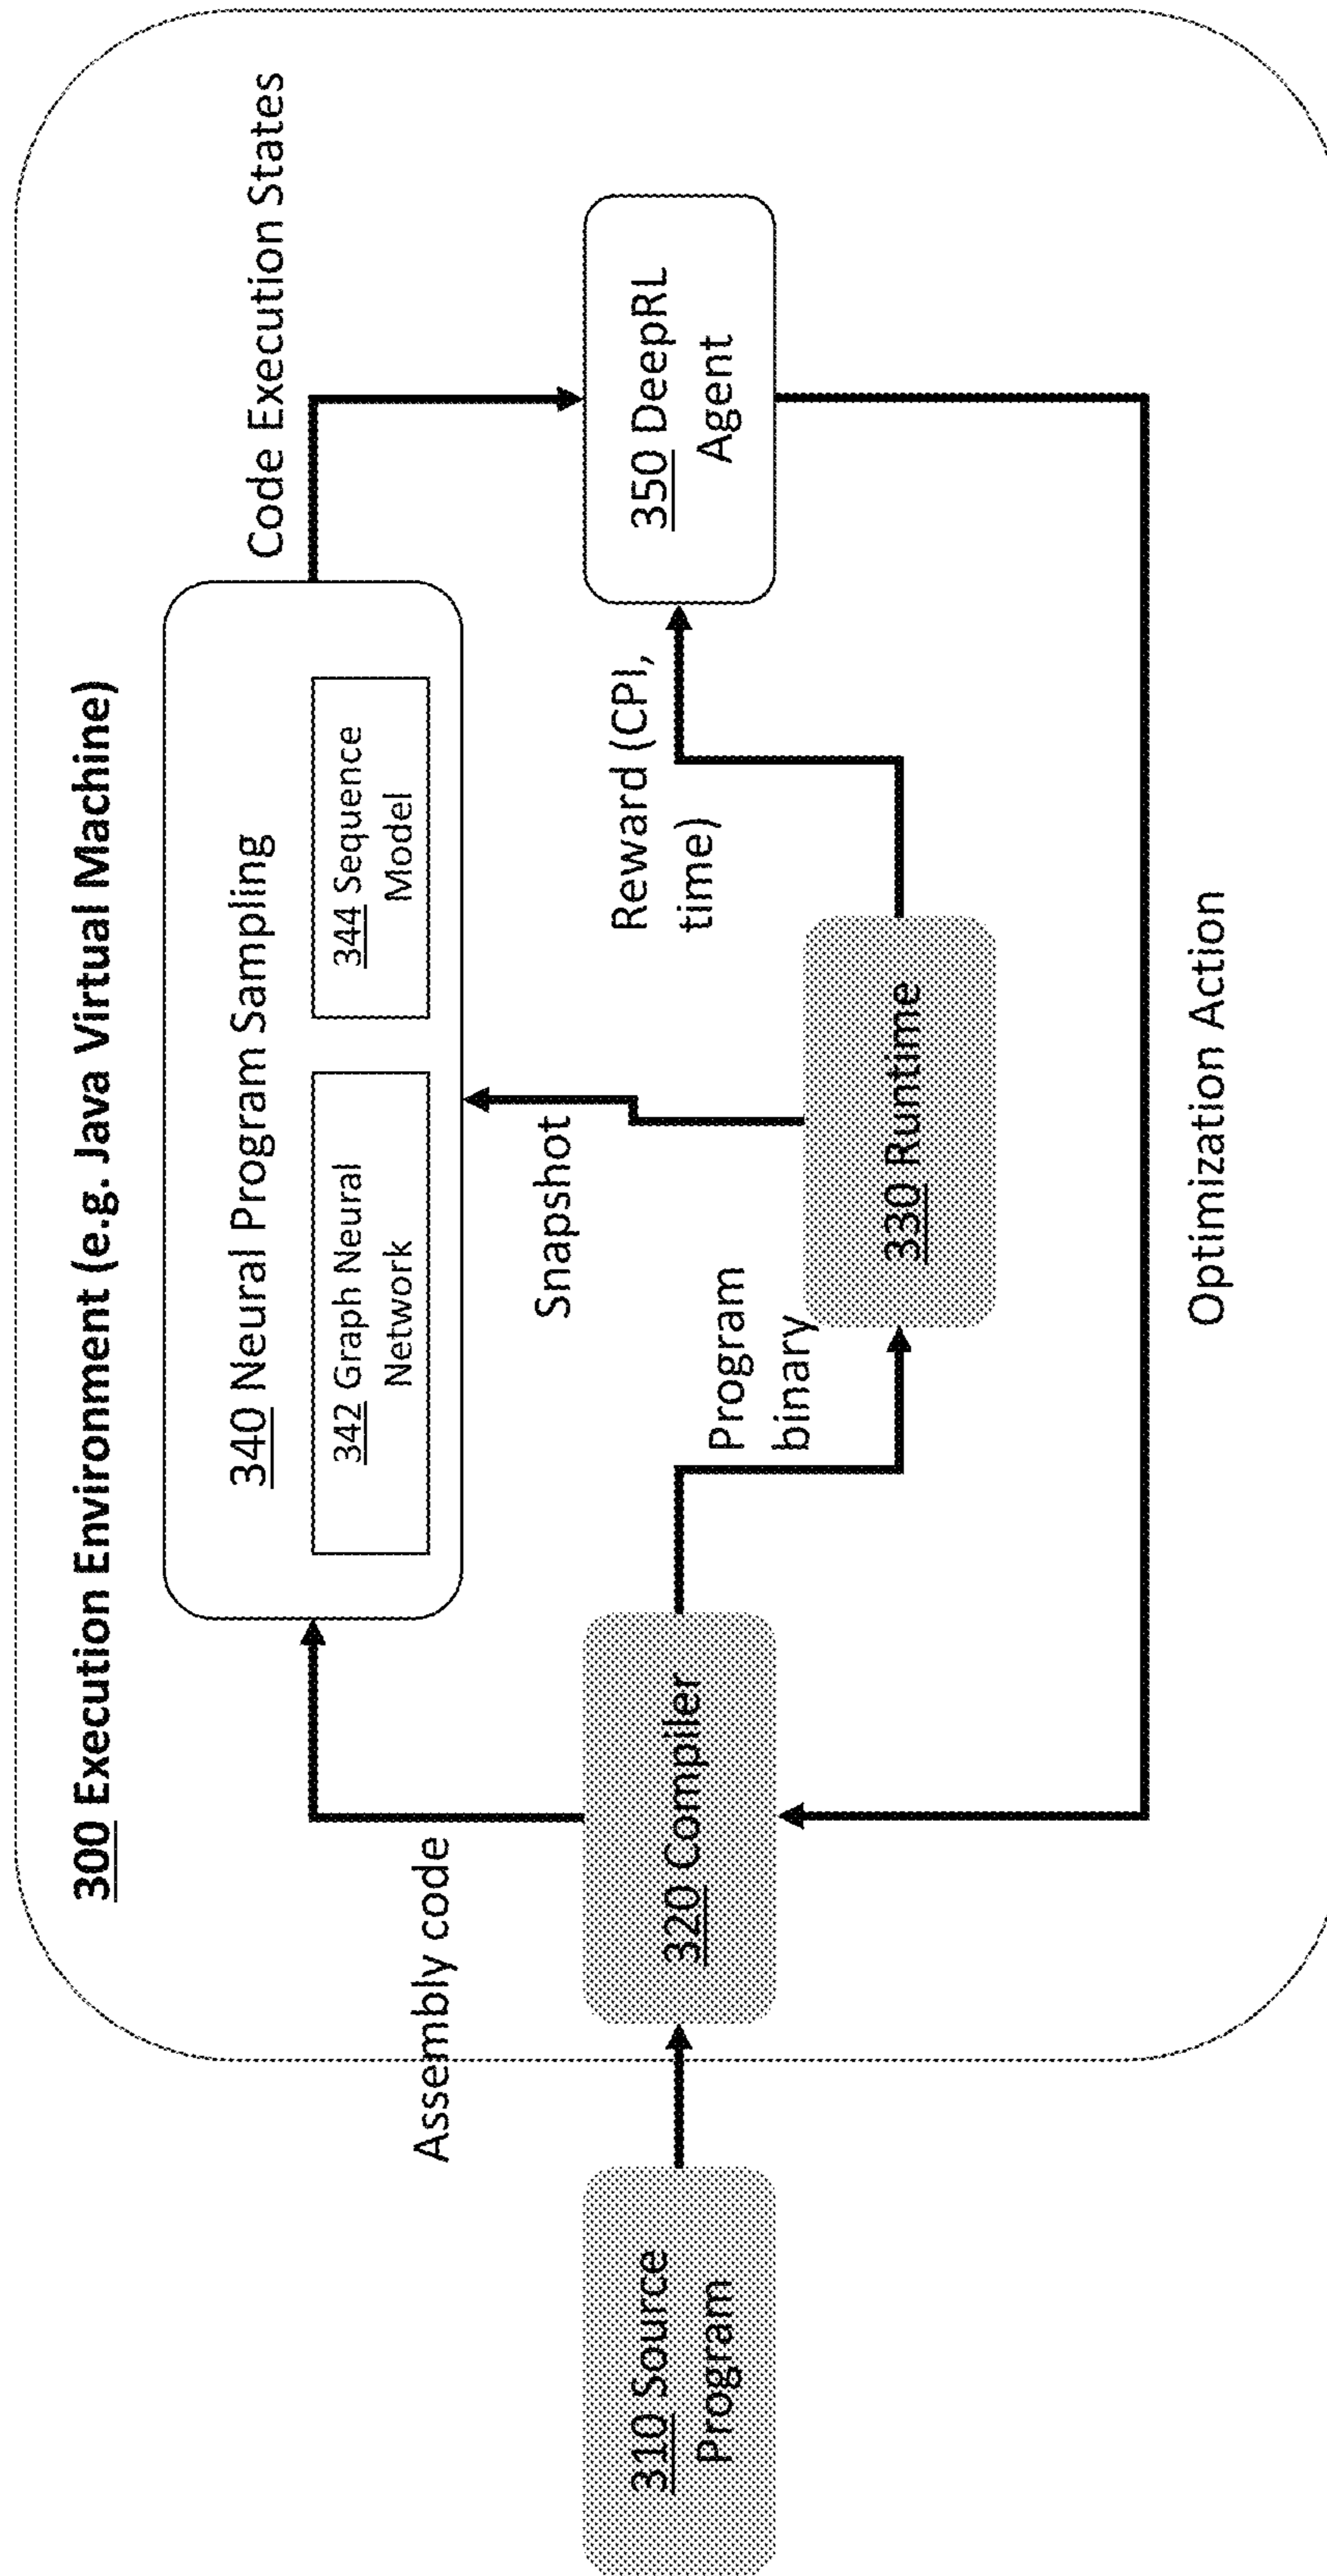 300 Execution Environment (e.g. Java Virtual Machine)
340 Neural Program Sampling
342 Graph Neural
Network
344 Sequence
Model
Code Execution States
Assembly code
Snapshot
310 Source
Program
320 Compiler
Program
binary
330 Runtime
Reward (CPI,
time)
350 DeepRL
Agent
Optimization Action